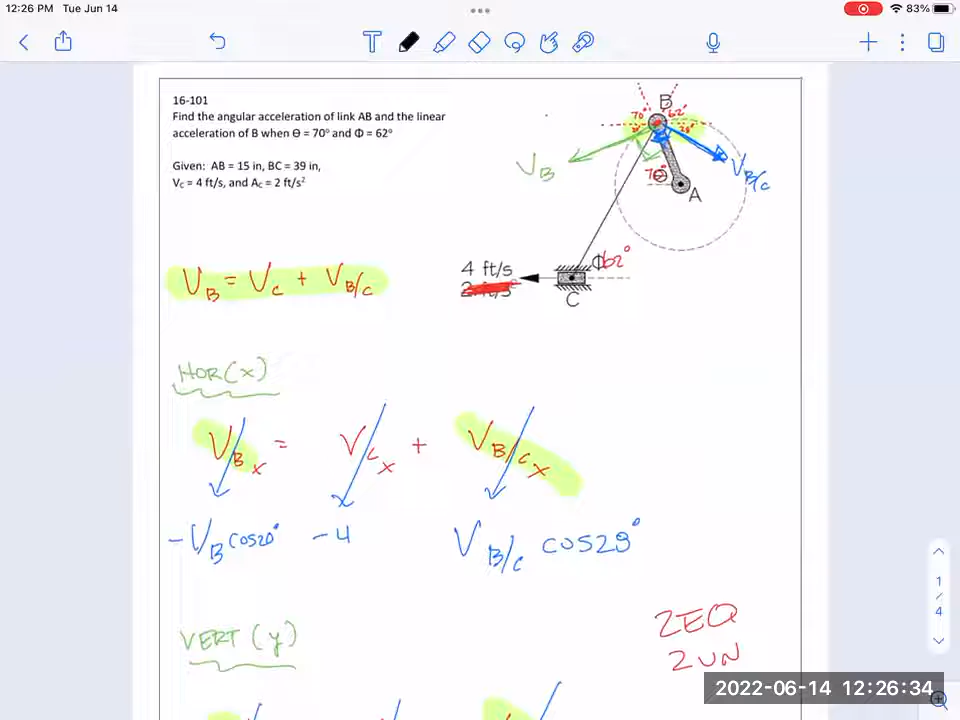 12:26 PM Tue Jun 14
83%
16-101
Find the angular acceleration of link AB and the linear
acceleration of B when Θ = 70° and Φ = 62°
Given: AB = 15 in, BC = 39 in,
Vc = 4 ft/s, and Ac = 2 ft/s²
B
70°
62°
28°
VB
VB/C
70°
Θ
A
Φ 62°
4 ft/s
C
VB = VC + VB/C
HOR(x)
VBx = VCx + VB/Cx
-VB cos20° -4 VB/C cos28°
VERT (y)
2EQ
2UN
1
/
4
2022-06-14 12:26:34